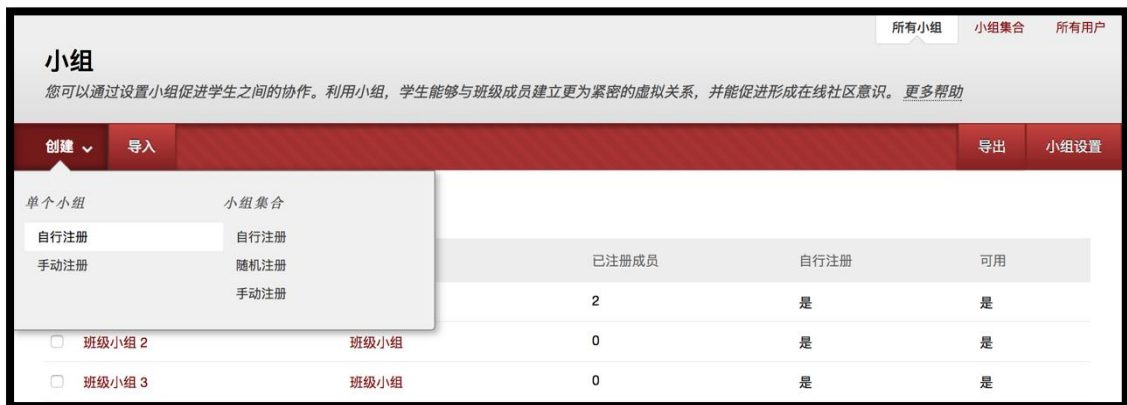 所有小组 小组集合 所有用户
小组
您可以通过设置小组促进学生之间的协作。利用小组，学生能够与班级成员建立更为紧密的虚拟关系，并能促进形成在线社区意识。 更多帮助
创建 导入 导出 小组设置
单个小组 小组集合
自行注册 自行注册
手动注册 随机注册
手动注册
已注册成员 自行注册 可用
2 是 是
班级小组 2 班级小组 0 是 是
班级小组 3 班级小组 0 是 是